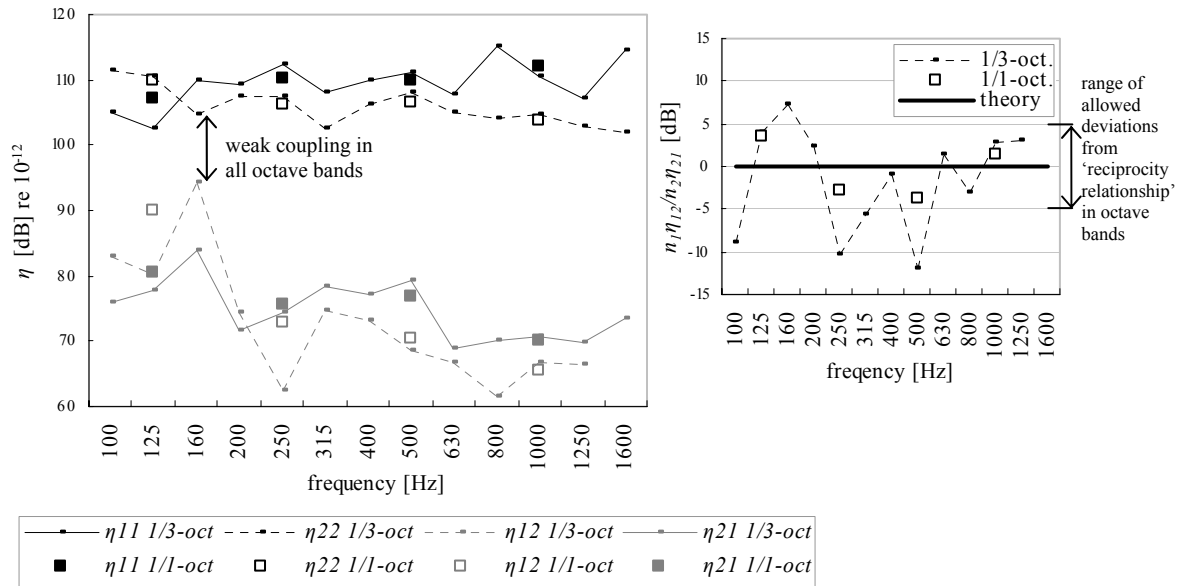 120
110
100
90
80
70
60
η [dB] re 10⁻¹²
weak coupling in
all octave bands
100
125
160
200
250
315
400
500
630
800
1000
1250
1600
frequency [Hz]
15
10
5
0
-5
-10
-15
n₁η₁₂/n₂η₂₁ [dB]
1/3-oct.
1/1-oct.
theory
range of
allowed
deviations
from
‘reciprocity
relationship’
in octave
bands
100
125
160
200
250
315
400
500
630
800
1000
1250
1600
freqency [Hz]
η11 1/3-oct η22 1/3-oct η12 1/3-oct η21 1/3-oct
η11 1/1-oct η22 1/1-oct η12 1/1-oct η21 1/1-oct